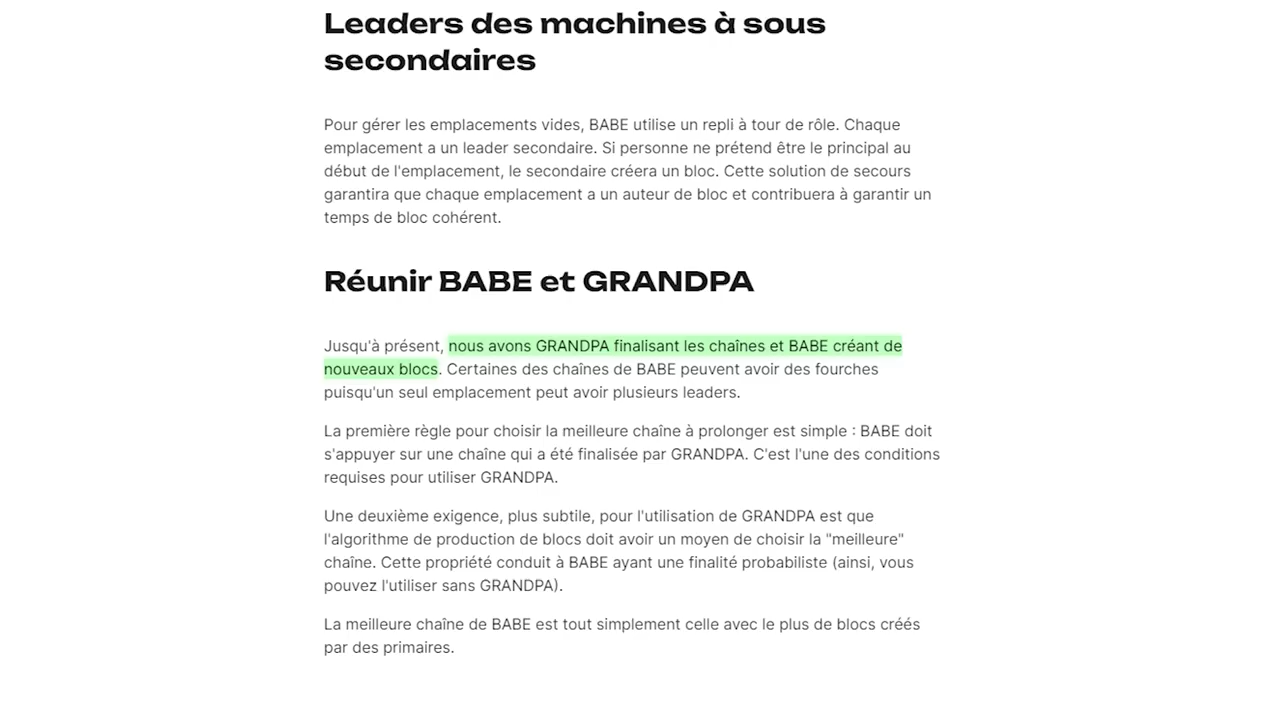 Leaders des machines à sous
secondaires
Pour gérer les emplacements vides, BABE utilise un repli à tour de rôle. Chaque
emplacement a un leader secondaire. Si personne ne prétend être le principal au
début de l'emplacement, le secondaire créera un bloc. Cette solution de secours
garantira que chaque emplacement a un auteur de bloc et contribuera à garantir un
temps de bloc cohérent.
Réunir BABE et GRANDPA
Jusqu'à présent, nous avons GRANDPA finalisant les chaînes et BABE créant de
nouveaux blocs. Certaines des chaînes de BABE peuvent avoir des fourches
puisqu'un seul emplacement peut avoir plusieurs leaders.
La première règle pour choisir la meilleure chaîne à prolonger est simple : BABE doit
s'appuyer sur une chaîne qui a été finalisée par GRANDPA. C'est l'une des conditions
requises pour utiliser GRANDPA.
Une deuxième exigence, plus subtile, pour l'utilisation de GRANDPA est que
l'algorithme de production de blocs doit avoir un moyen de choisir la "meilleure"
chaîne. Cette propriété conduit à BABE ayant une finalité probabiliste (ainsi, vous
pouvez l'utiliser sans GRANDPA).
La meilleure chaîne de BABE est tout simplement celle avec le plus de blocs créés
par des primaires.